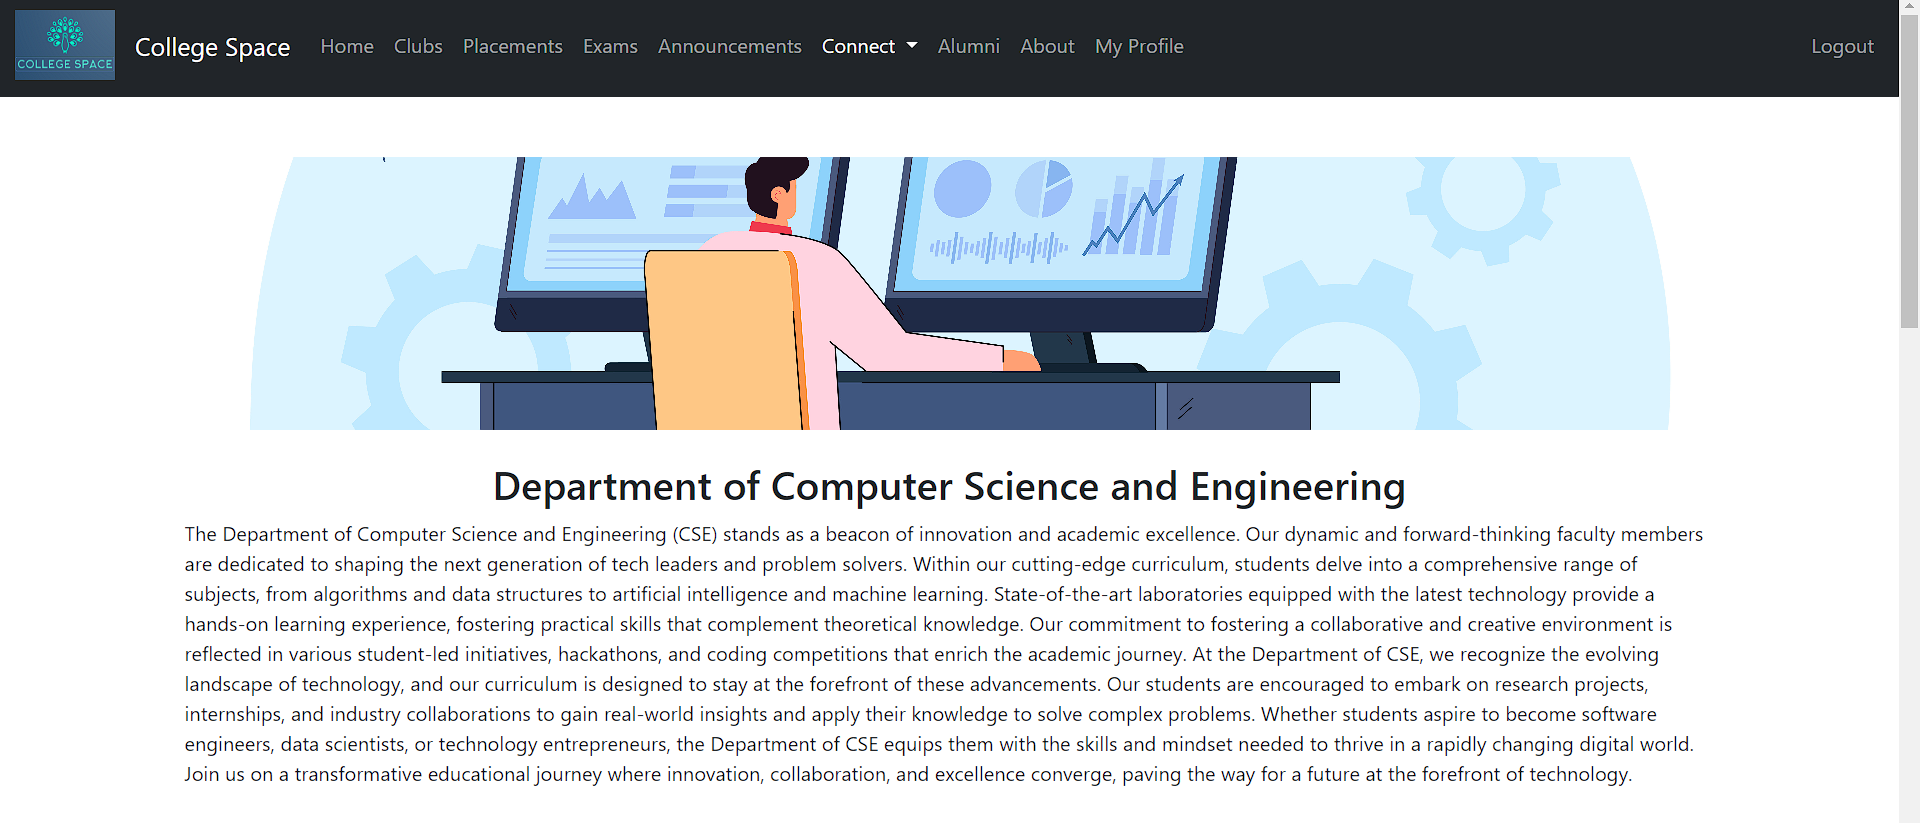 COLLEGE SPACE
College Space Home Clubs Placements Exams Announcements Connect Alumni About My Profile Logout
Department of Computer Science and Engineering
The Department of Computer Science and Engineering (CSE) stands as a beacon of innovation and academic excellence. Our dynamic and forward-thinking faculty members
are dedicated to shaping the next generation of tech leaders and problem solvers. Within our cutting-edge curriculum, students delve into a comprehensive range of
subjects, from algorithms and data structures to artificial intelligence and machine learning. State-of-the-art laboratories equipped with the latest technology provide a
hands-on learning experience, fostering practical skills that complement theoretical knowledge. Our commitment to fostering a collaborative and creative environment is
reflected in various student-led initiatives, hackathons, and coding competitions that enrich the academic journey. At the Department of CSE, we recognize the evolving
landscape of technology, and our curriculum is designed to stay at the forefront of these advancements. Our students are encouraged to embark on research projects,
internships, and industry collaborations to gain real-world insights and apply their knowledge to solve complex problems. Whether students aspire to become software
engineers, data scientists, or technology entrepreneurs, the Department of CSE equips them with the skills and mindset needed to thrive in a rapidly changing digital world.
Join us on a transformative educational journey where innovation, collaboration, and excellence converge, paving the way for a future at the forefront of technology.